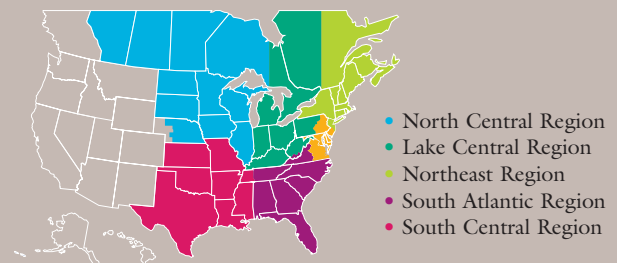 • North Central Region
• Lake Central Region
• Northeast Region
• South Atlantic Region
• South Central Region